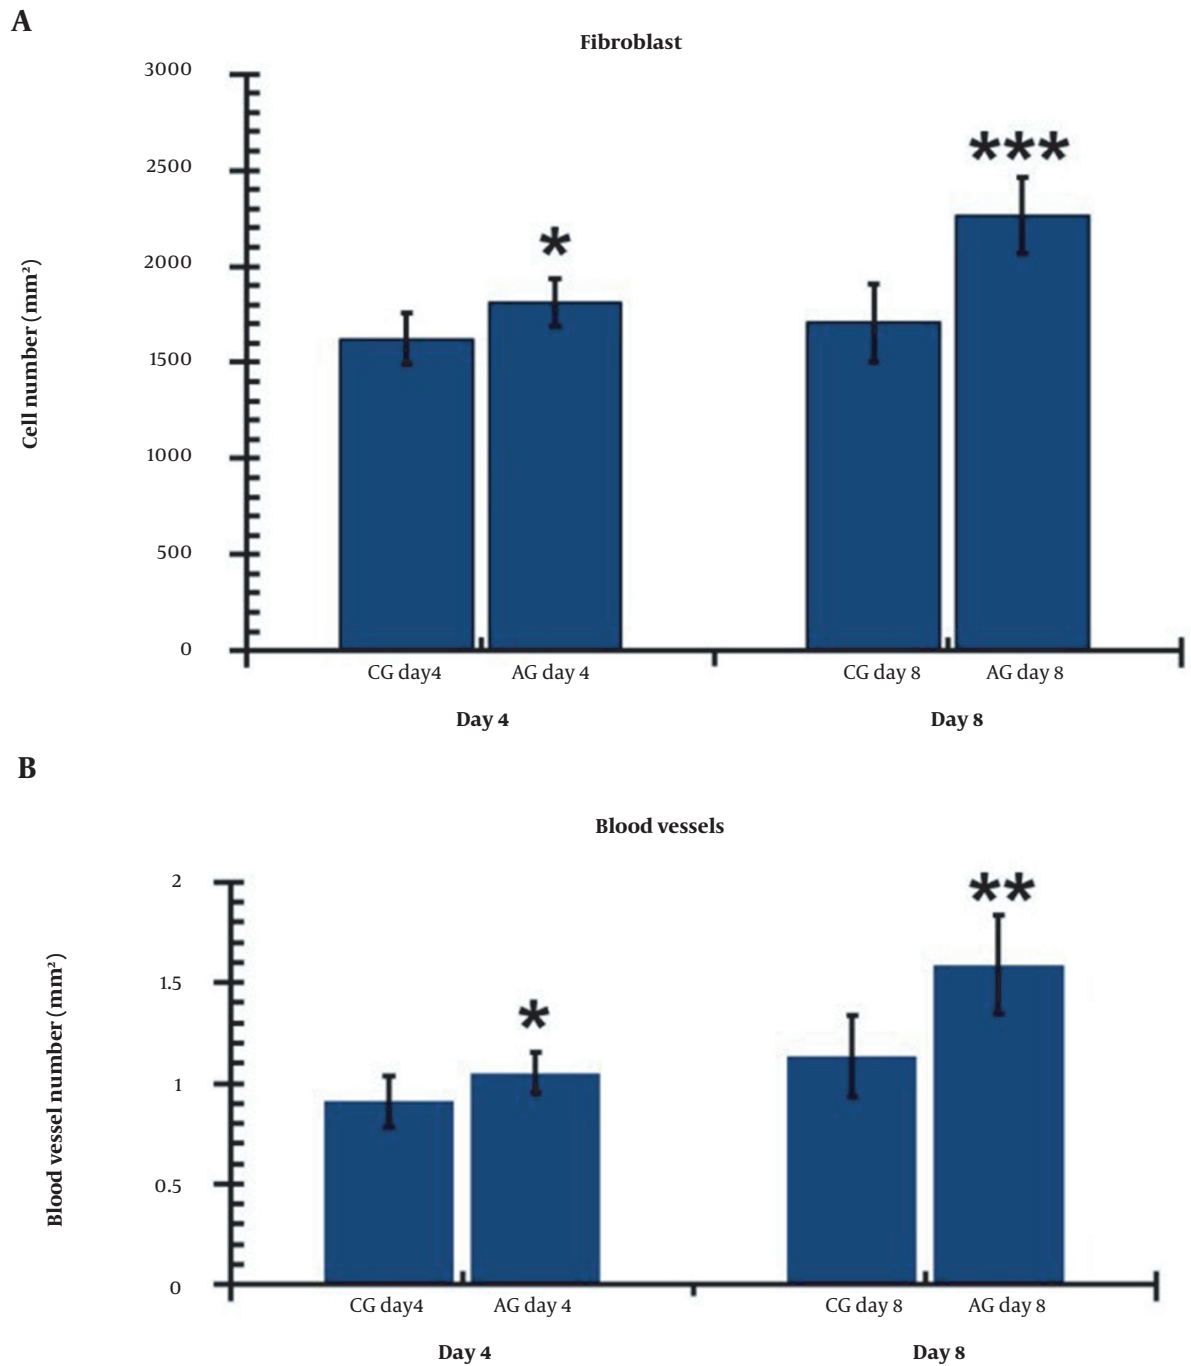 A
Fibroblast
Cell number (mm²)
3000
2500
2000
1500
1000
500
0
*
***
CG day4
AG day 4
CG day 8
AG day 8
Day 4
Day 8
B
Blood vessels
Blood vessel number (mm²)
2
1.5
1
0.5
0
*
**
CG day4
AG day 4
CG day 8
AG day 8
Day 4
Day 8